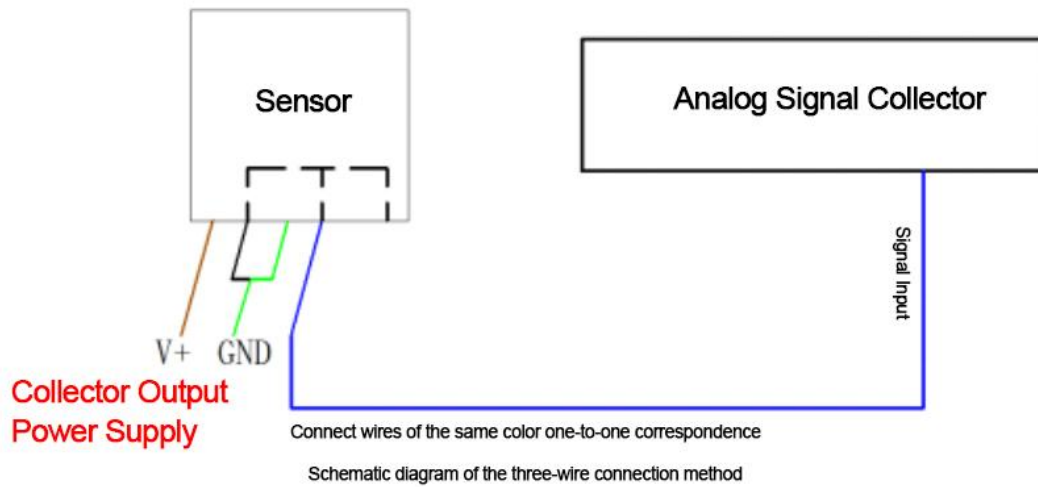 Sensor
Analog Signal Collector
Signal Input
V+ GND
Collector Output
Power Supply
Connect wires of the same color one-to-one correspondence
Schematic diagram of the three-wire connection method